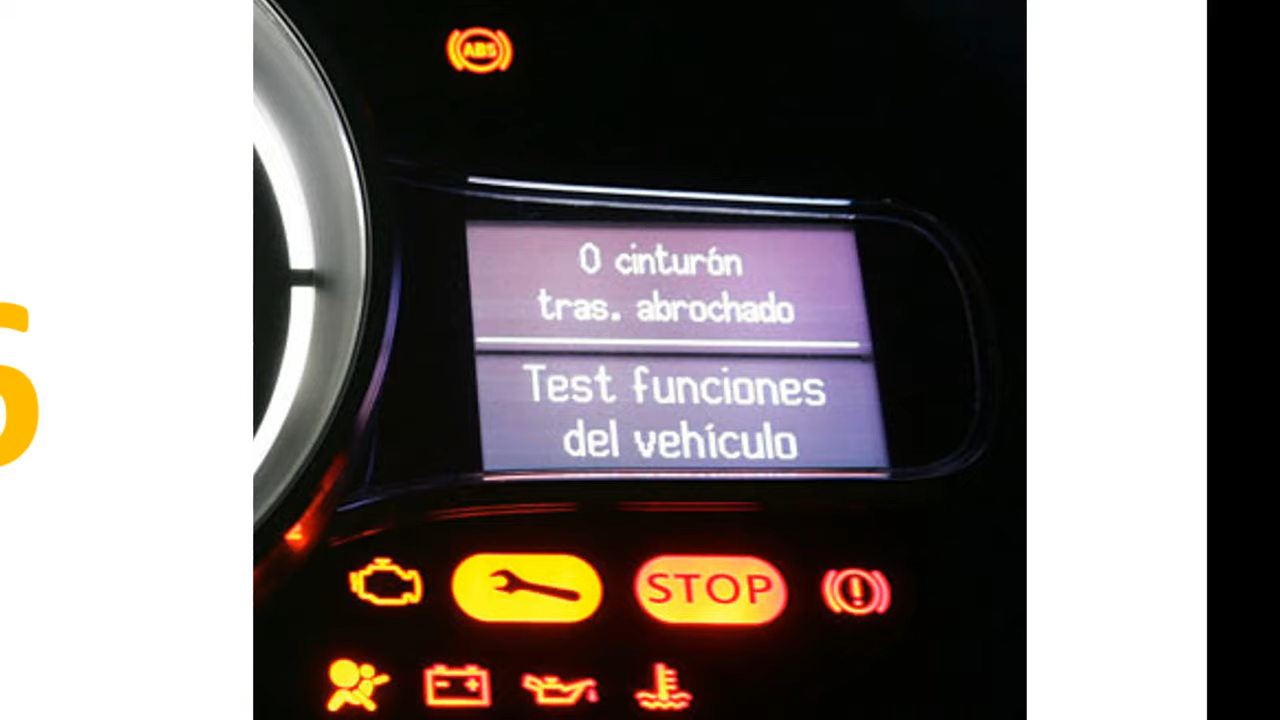 ABS
0 cinturón
tras. abrochado
Test funciones
del vehículo
STOP